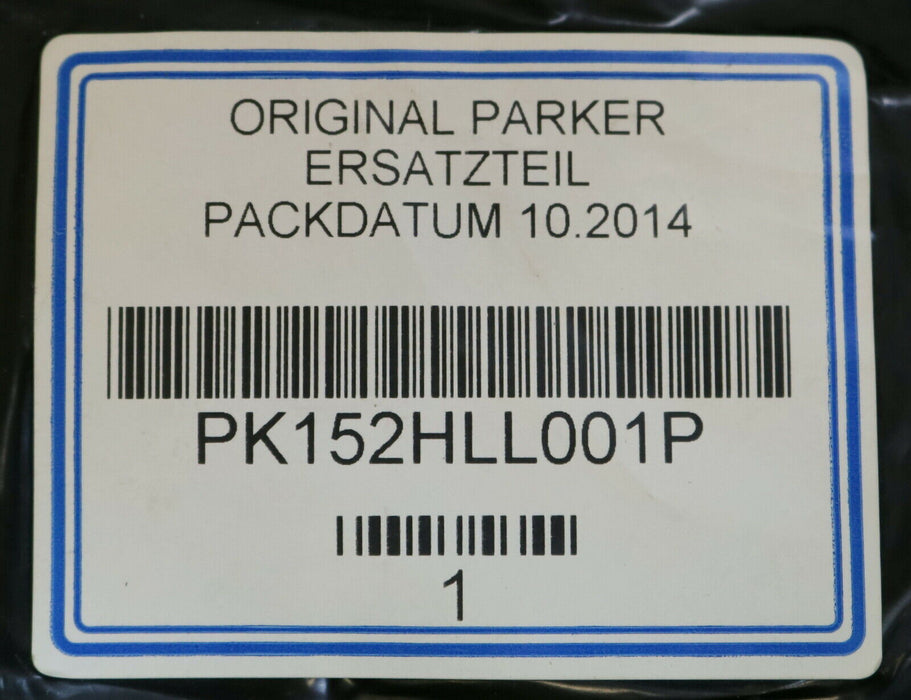 ORIGINAL PARKER
ERSATZTEIL
PACKDATUM 10.2014
PK152HLL001P
1